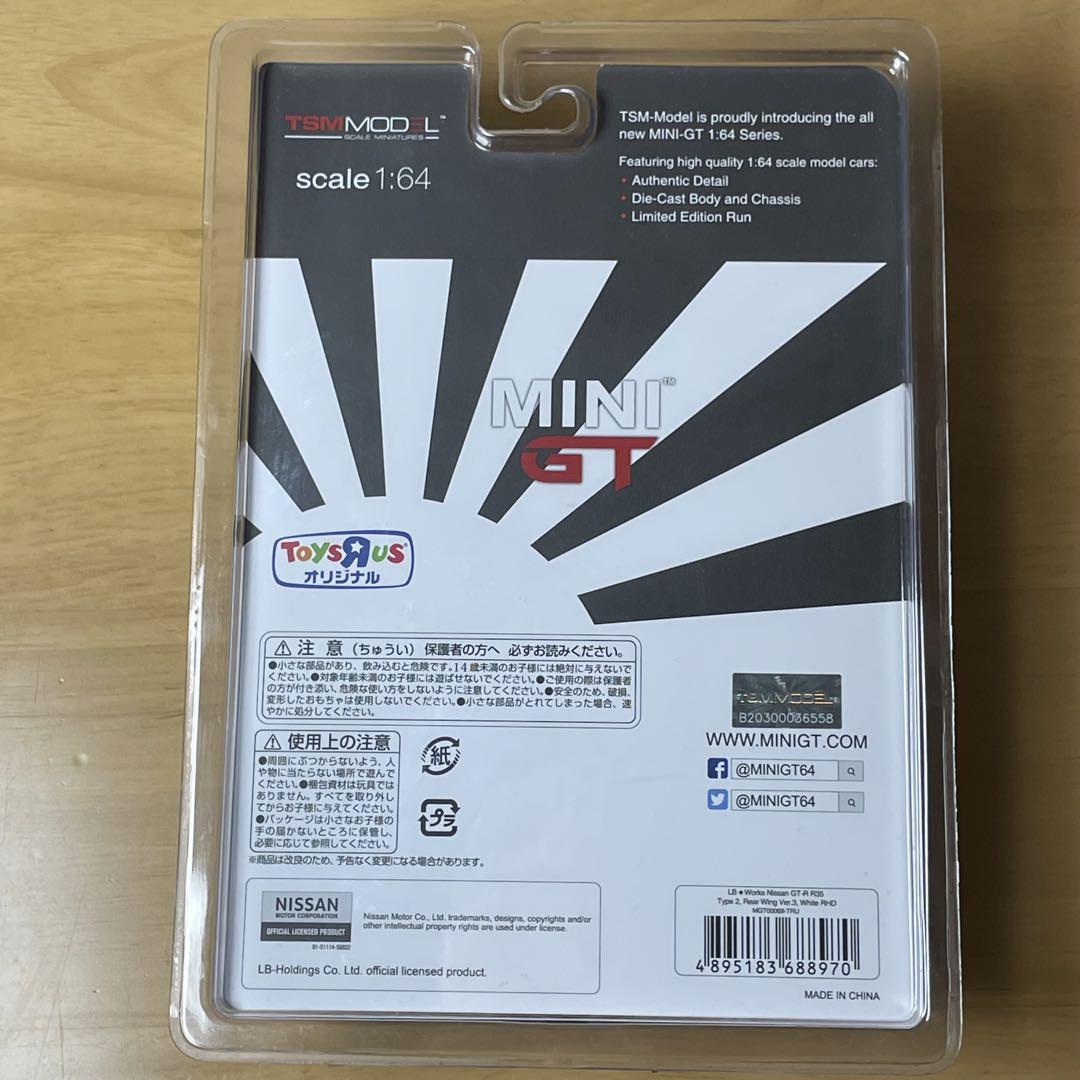 TSMMODEL™
SCALE MINIATURES
scale 1:64
TSM-Model is proudly introducing the all
new MINI-GT 1:64 Series.
Featuring high quality 1:64 scale model cars:
• Authentic Detail
• Die-Cast Body and Chassis
• Limited Edition Run
MINI™
GT
ToysЯus
オリジナル
⚠注 意（ちゅうい）保護者の方へ 必ずお読みください。
●小さな部品があり、飲み込むと危険です。14歳未満のお子様には絶対に与えないで
ください。●対象年齢未満のお子様には遊ばせないでください。●ご使用の際は保護者
の方が付き添い、危険な使い方をしないように注意してください。●安全のため、破損、
変形したおもちゃは使用しないでください。●小さな部品がとれてしまった場合、速
やかに処分してください。
⚠使用上の注意
●周囲にぶつからないよう、人
や物に当たらない場所で遊んで
ください。●梱包資材は玩具では
ありません。すべてを取り外し
てからお子様に与えてください。
●パッケージは小さなお子様の
手の届かないところに保管し、
必要に応じて参照してください。
紙
プラ
※商品は改良のため、予告なく変更になる場合があります。
TSMMODEL
B20300036558
WWW.MINIGT.COM
@MINIGT64
@MINIGT64
NISSAN
MOTOR CORPORATION
OFFICIAL LICENSED PRODUCT
01-S1114-S6832
Nissan Motor Co., Ltd. trademarks, designs, copyrights and/or
other intellectual property rights are used under license.
LB-Holdings Co. Ltd. official licensed product.
LB★Works Nissan GT-R R35
Type 2, Rear Wing Ver.3, White RHD
MGT00069-TRU
4 895183 688970
MADE IN CHINA